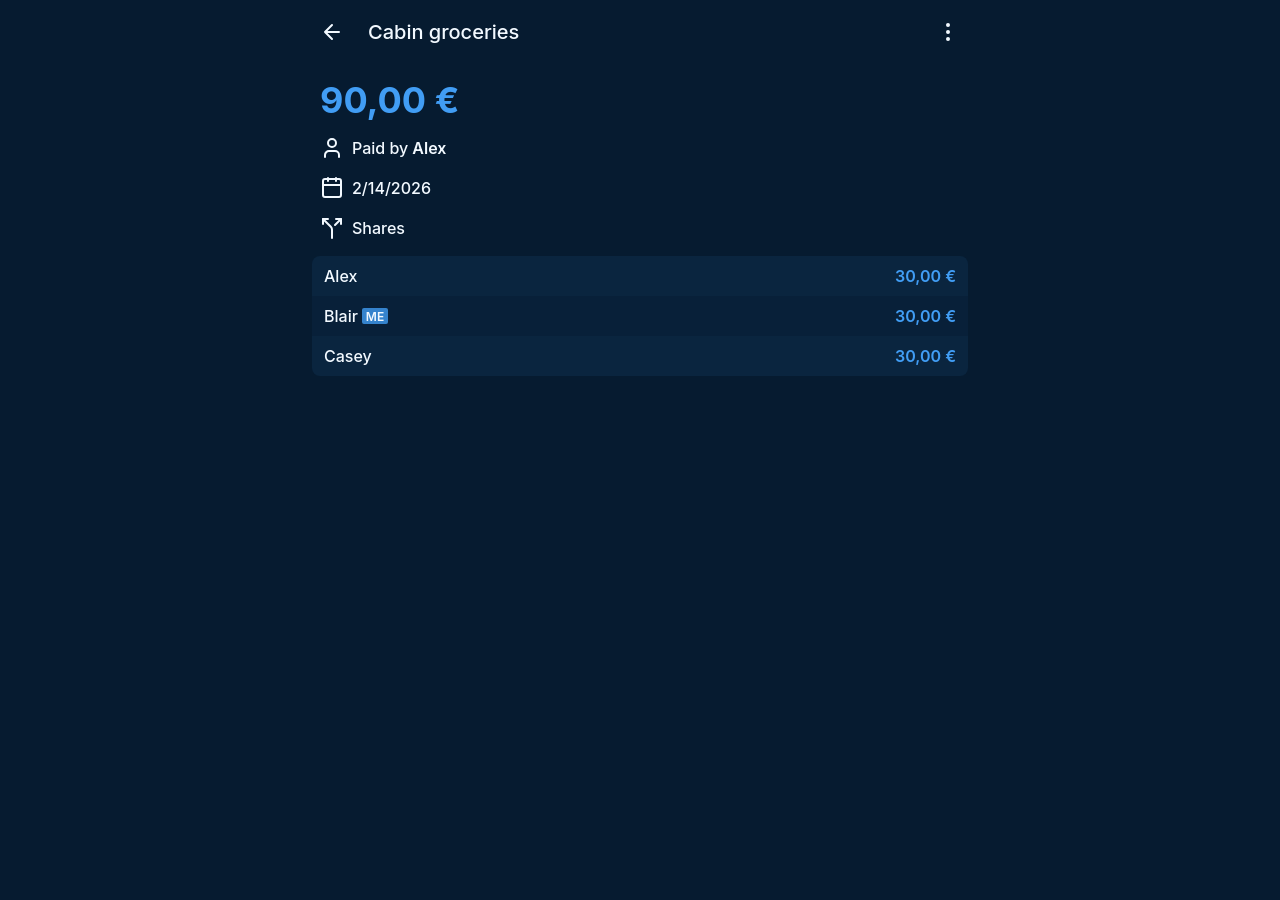 Cabin groceries
90,00 €
Paid by Alex
2/14/2026
Shares
Alex 30,00 €
Blair ME 30,00 €
Casey 30,00 €